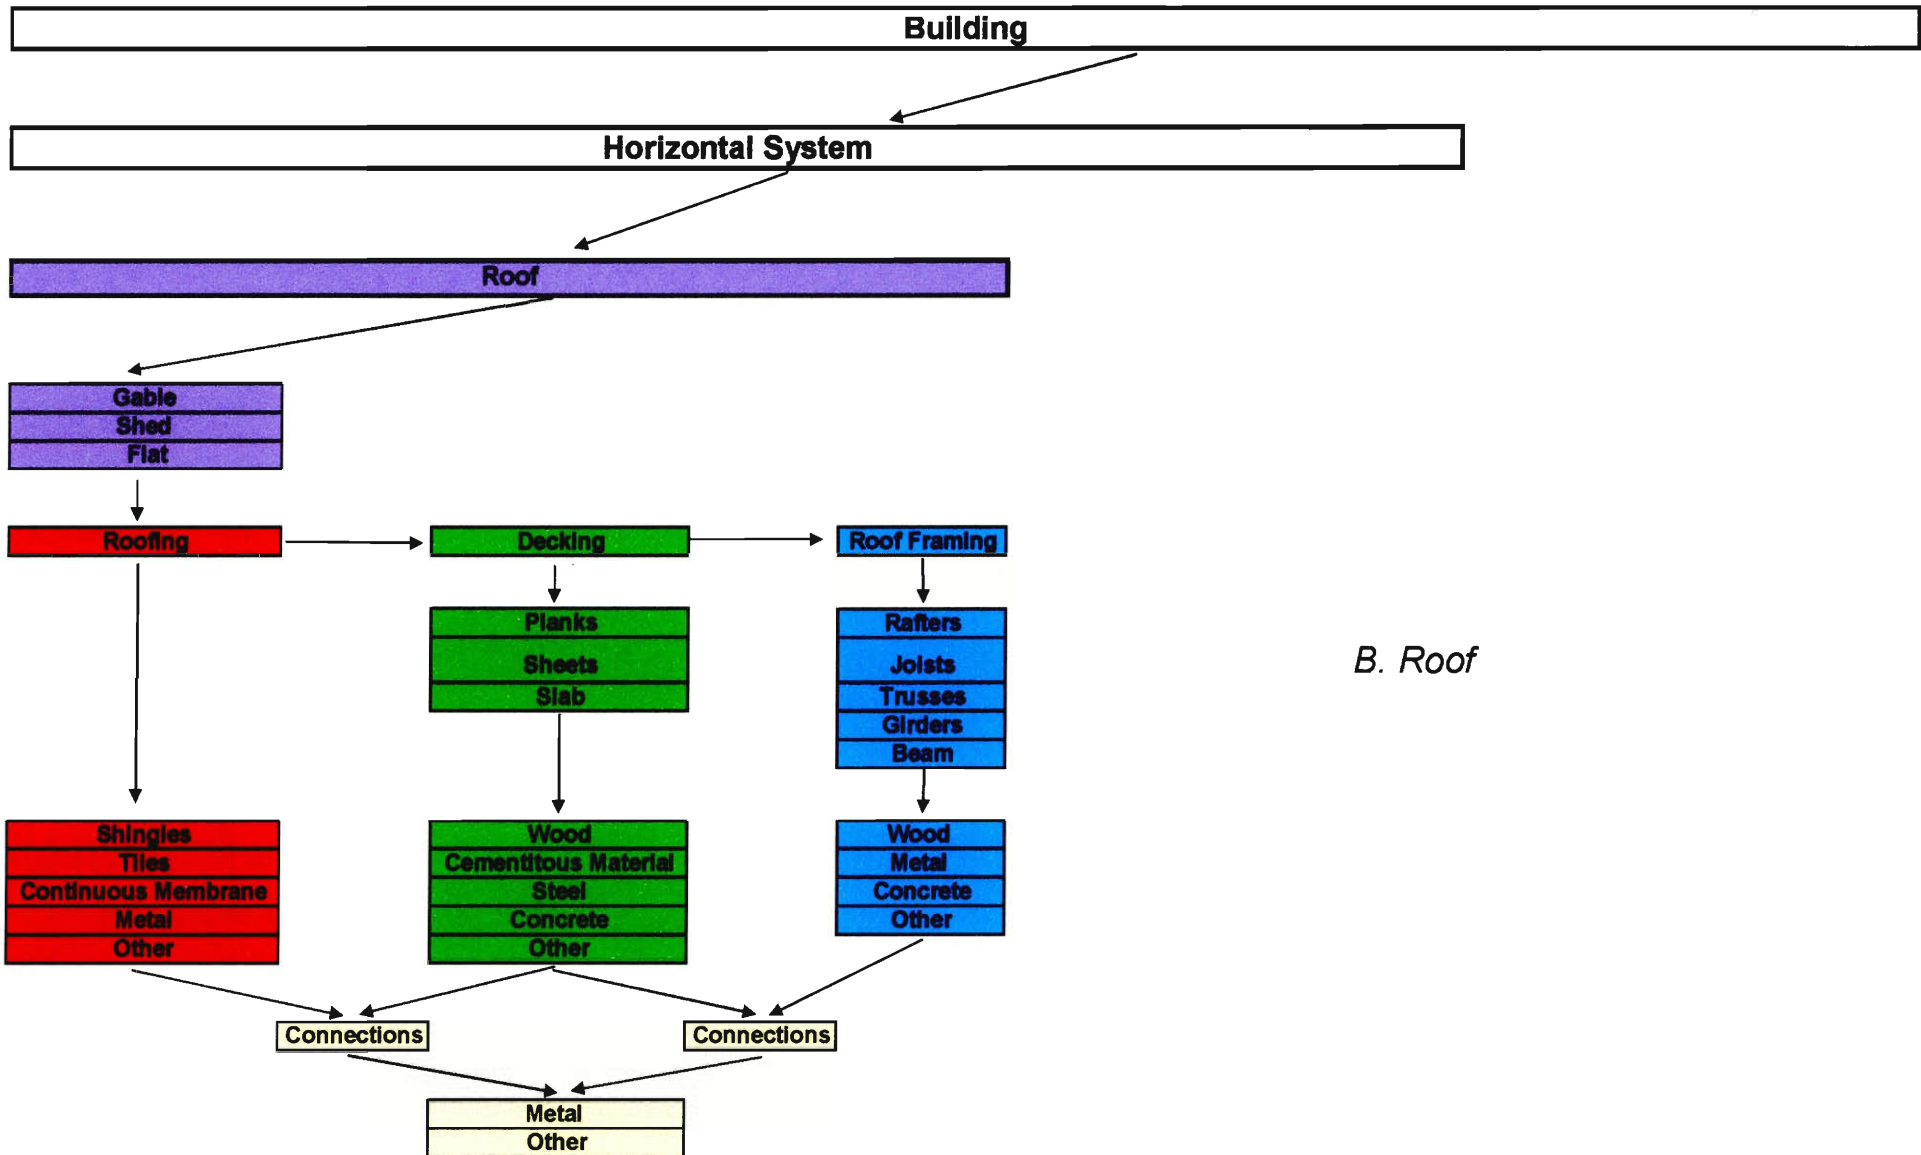 Building
Horizontal System
Roof
Gable
Shed
Flat
Roofing
Decking
Roof Framing
Planks
Sheets
Slab
Rafters
Joists
Trusses
Girders
Beam
B. Roof
Shingles
Tiles
Continuous Membrane
Metal
Other
Wood
Cementitous Material
Steel
Concrete
Other
Wood
Metal
Concrete
Other
Connections
Connections
Metal
Other